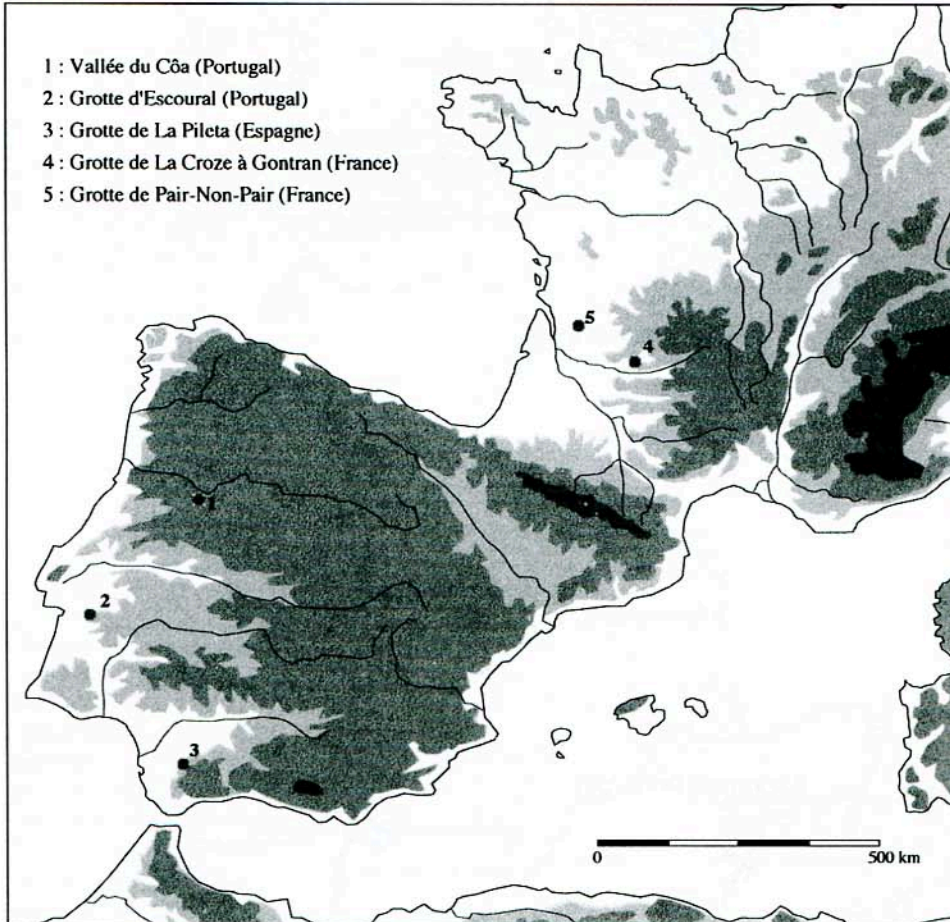 1 : Vallée du Côa (Portugal)
2 : Grotte d'Escoural (Portugal)
3 : Grotte de La Pileta (Espagne)
4 : Grotte de La Croze à Gontran (France)
5 : Grotte de Pair-Non-Pair (France)
5
4
1
2
3
0 500 km